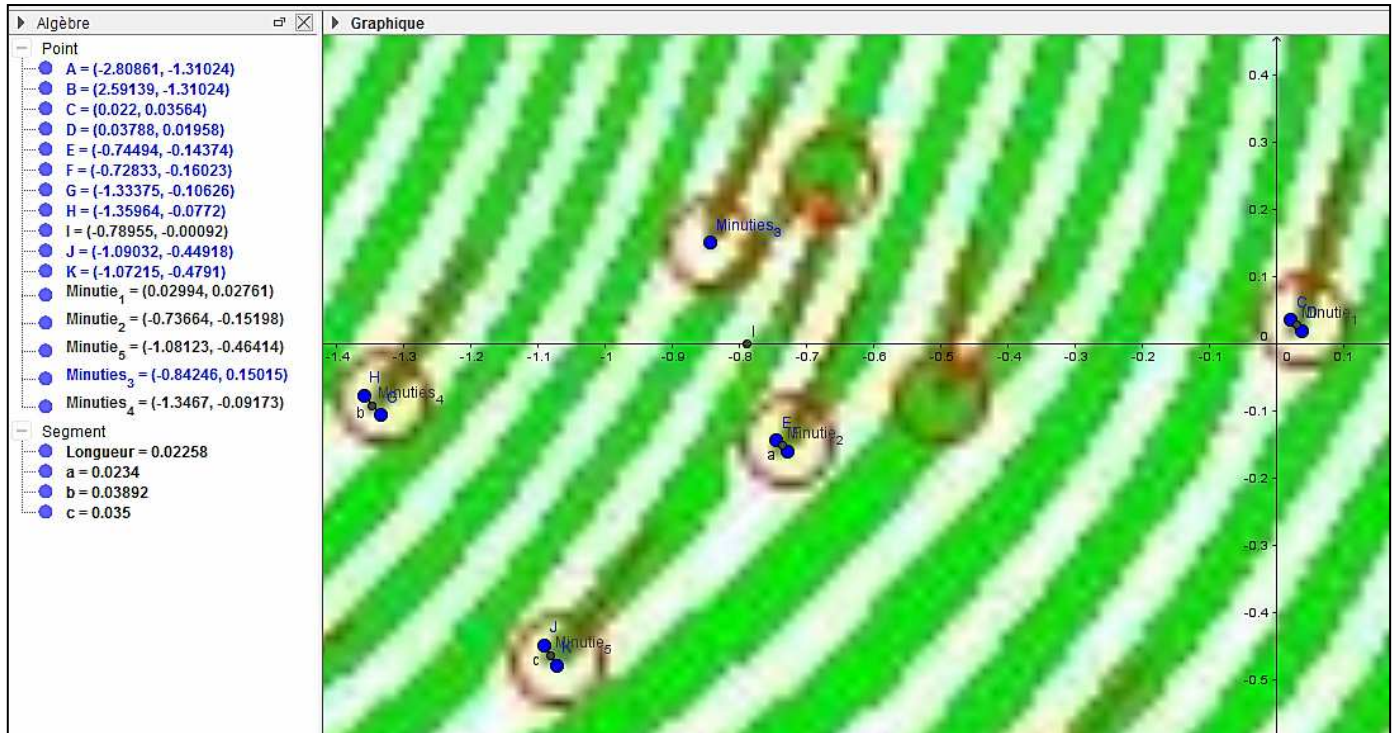 Algèbre
Point
A = (-2.80861, -1.31024)
B = (2.59139, -1.31024)
C = (0.022, 0.03564)
D = (0.03788, 0.01958)
E = (-0.74494, -0.14374)
F = (-0.72833, -0.16023)
G = (-1.33375, -0.10626)
H = (-1.35964, -0.0772)
I = (-0.78955, -0.00092)
J = (-1.09032, -0.44918)
K = (-1.07215, -0.4791)
Minutie₁ = (0.02994, 0.02761)
Minutie₂ = (-0.73664, -0.15198)
Minutie₅ = (-1.08123, -0.46414)
Minuties₃ = (-0.84246, 0.15015)
Minuties₄ = (-1.3467, -0.09173)
Segment
Longueur = 0.02258
a = 0.0234
b = 0.03892
c = 0.035
Graphique
0.4
0.3
0.2
Minuties₃
0.1
C
D
Minutie₁
I
0
-1.4 -1.3 -1.2 -1.1 -1 -0.9 -0.8 -0.7 -0.6 -0.5 -0.4 -0.3 -0.2 -0.1 0 0.1
H
Minuties₄
G
b
-0.1
E
Minutie₂
a
-0.2
-0.3
-0.4
J
Minutie₅
K
c
-0.5